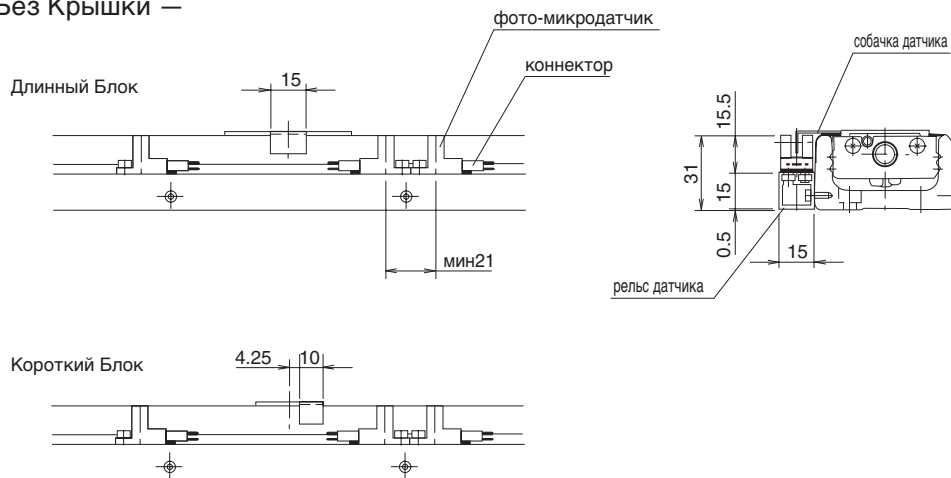 Без Крышки —
фото-микродатчик
собачка датчика
коннектор
Длинный Блок
15
15.5
31
15
0.5
15
мин21
рельс датчика
Короткий Блок
4.25
10